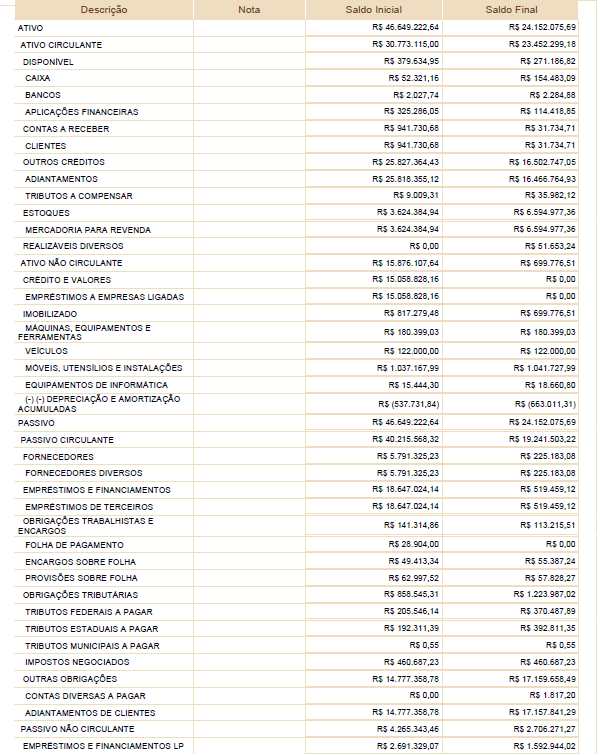 Descrição Nota Saldo Inicial Saldo Final
ATIVO R$ 46.649.222,64 R$ 24.152.075,69
ATIVO CIRCULANTE R$ 30.773.115,00 R$ 23.452.299,18
DISPONÍVEL R$ 379.634,95 R$ 271.186,82
CAIXA R$ 52.321,16 R$ 154.483,09
BANCOS R$ 2.027,74 R$ 2.284,88
APLICAÇÕES FINANCEIRAS R$ 325.286,05 R$ 114.418,85
CONTAS A RECEBER R$ 941.730,68 R$ 31.734,71
CLIENTES R$ 941.730,68 R$ 31.734,71
OUTROS CRÉDITOS R$ 25.827.364,43 R$ 16.502.747,05
ADIANTAMENTOS R$ 25.818.355,12 R$ 16.466.764,93
TRIBUTOS A COMPENSAR R$ 9.009,31 R$ 35.982,12
ESTOQUES R$ 3.624.384,94 R$ 6.594.977,36
MERCADORIA PARA REVENDA R$ 3.624.384,94 R$ 6.594.977,36
REALIZÁVEIS DIVERSOS R$ 0,00 R$ 51.653,24
ATIVO NÃO CIRCULANTE R$ 15.876.107,64 R$ 699.776,51
CRÉDITO E VALORES R$ 15.058.828,16 R$ 0,00
EMPRÉSTIMOS A EMPRESAS LIGADAS R$ 15.058.828,16 R$ 0,00
IMOBILIZADO R$ 817.279,48 R$ 699.776,51
MÁQUINAS, EQUIPAMENTOS E
FERRAMENTAS R$ 180.399,03 R$ 180.399,03
VEÍCULOS R$ 122.000,00 R$ 122.000,00
MÓVEIS, UTENSÍLIOS E INSTALAÇÕES R$ 1.037.167,99 R$ 1.041.727,99
EQUIPAMENTOS DE INFORMÁTICA R$ 15.444,30 R$ 18.660,80
(-) (-) DEPRECIAÇÃO E AMORTIZAÇÃO
ACUMULADAS R$ (537.731,84) R$ (663.011,31)
PASSIVO R$ 46.649.222,64 R$ 24.152.075,69
PASSIVO CIRCULANTE R$ 40.215.568,32 R$ 19.241.503,22
FORNECEDORES R$ 5.791.325,23 R$ 225.183,08
FORNECEDORES DIVERSOS R$ 5.791.325,23 R$ 225.183,08
EMPRÉSTIMOS E FINANCIAMENTOS R$ 18.647.024,14 R$ 519.459,12
EMPRÉSTIMOS DE TERCEIROS R$ 18.647.024,14 R$ 519.459,12
OBRIGAÇÕES TRABALHISTAS E
ENCARGOS R$ 141.314,86 R$ 113.215,51
FOLHA DE PAGAMENTO R$ 28.904,00 R$ 0,00
ENCARGOS SOBRE FOLHA R$ 49.413,34 R$ 55.387,24
PROVISÕES SOBRE FOLHA R$ 62.997,52 R$ 57.828,27
OBRIGAÇÕES TRIBUTÁRIAS R$ 858.545,31 R$ 1.223.987,02
TRIBUTOS FEDERAIS A PAGAR R$ 205.546,14 R$ 370.487,89
TRIBUTOS ESTADUAIS A PAGAR R$ 192.311,39 R$ 392.811,35
TRIBUTOS MUNICIPAIS A PAGAR R$ 0,55 R$ 0,55
IMPOSTOS NEGOCIADOS R$ 460.687,23 R$ 460.687,23
OUTRAS OBRIGAÇÕES R$ 14.777.358,78 R$ 17.159.658,49
CONTAS DIVERSAS A PAGAR R$ 0,00 R$ 1.817,20
ADIANTAMENTOS DE CLIENTES R$ 14.777.358,78 R$ 17.157.841,29
PASSIVO NÃO CIRCULANTE R$ 4.265.343,46 R$ 2.706.271,27
EMPRÉSTIMOS E FINANCIAMENTOS LP R$ 2.691.329,07 R$ 1.592.944,02